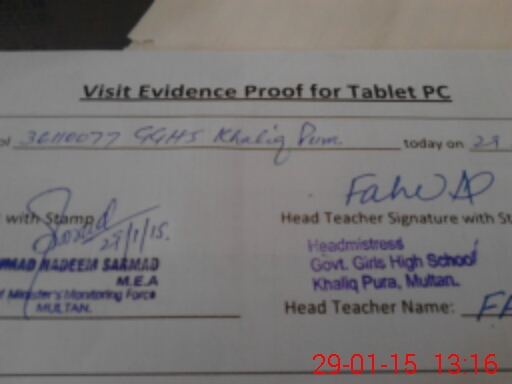 Visit Evidence Proof for Tablet PC
ol 36110077 GGHS Khaliq Pura today on 29
with Stamp
29/1/15.
Head Teacher Signature with St
MAD NADEEM SARMAD
M.E.A
Minister's Monitoring Force
MULTAN.
Headmistress
Govt. Girls High School
Khaliq Pura, Multan.
Head Teacher Name:
29-01-15 13:16